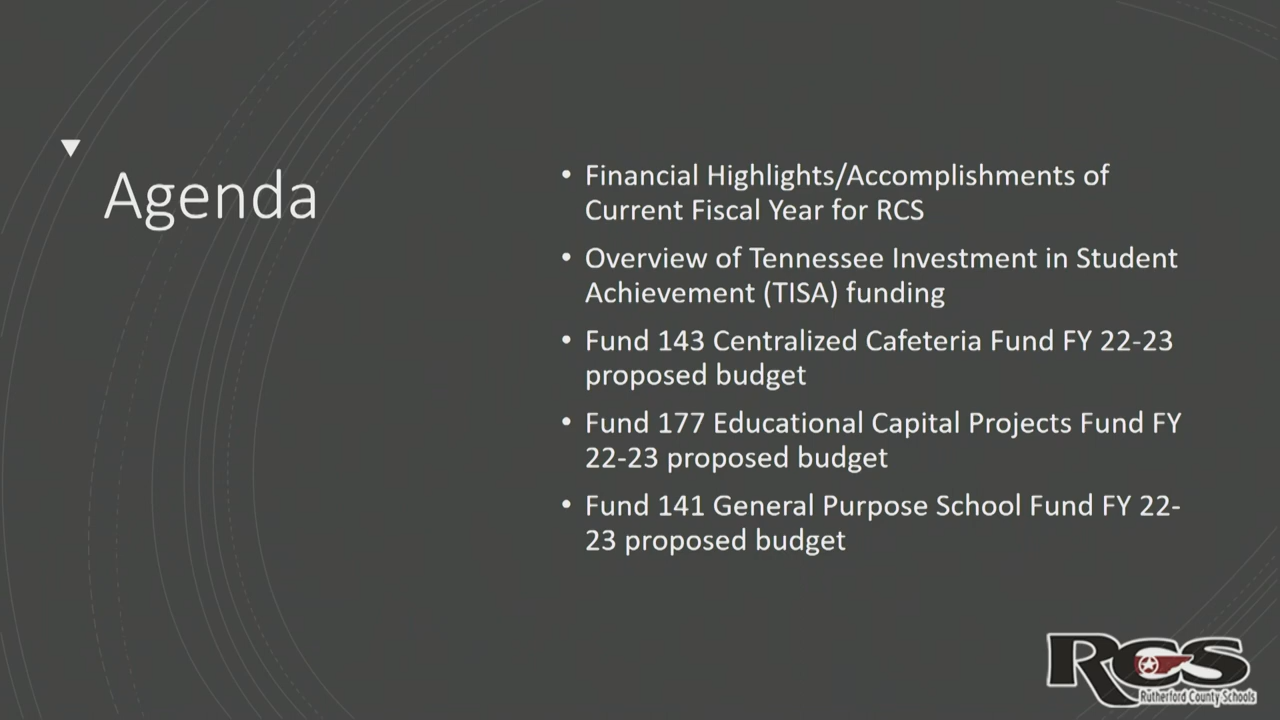 Agenda
• Financial Highlights/Accomplishments of
Current Fiscal Year for RCS
• Overview of Tennessee Investment in Student
Achievement (TISA) funding
• Fund 143 Centralized Cafeteria Fund FY 22-23
proposed budget
• Fund 177 Educational Capital Projects Fund FY
22-23 proposed budget
• Fund 141 General Purpose School Fund FY 22-
23 proposed budget
RCS
Rutherford County Schools